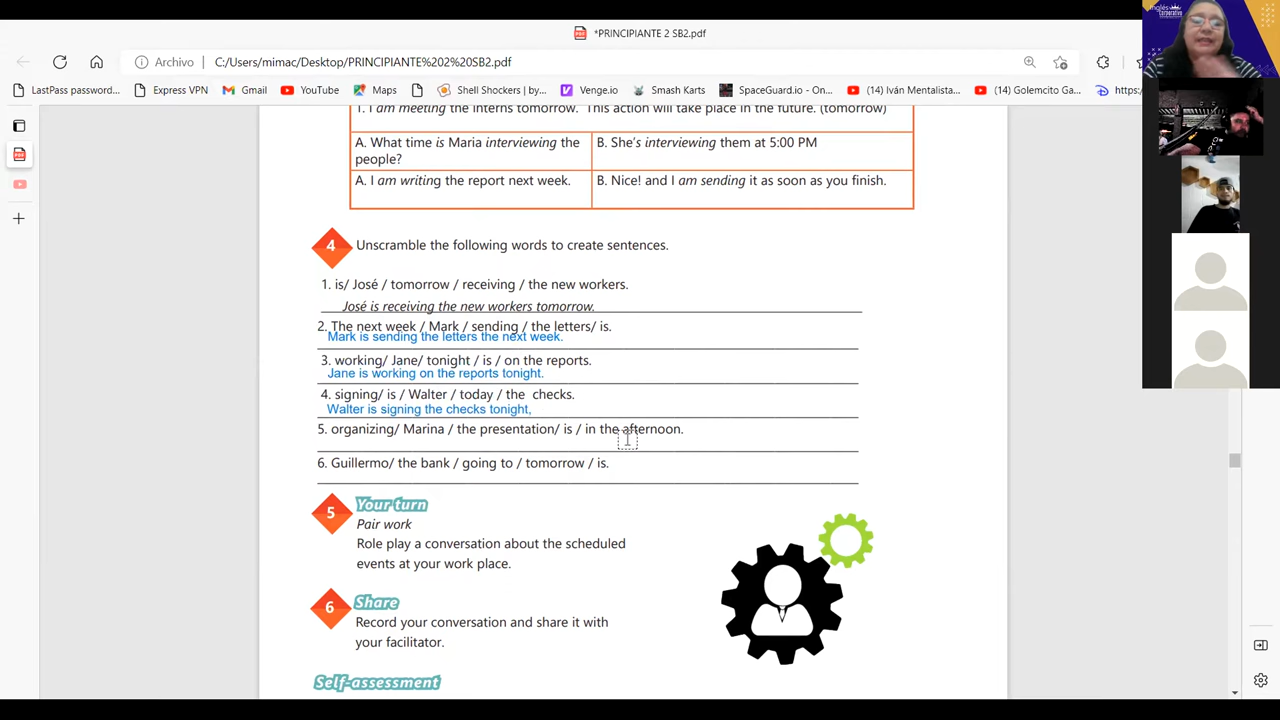 *PRINCIPIANTE 2 SB2.pdf
Archivo
C:/Users/mimac/Desktop/PRINCIPIANTE%202%20SB2.pdf
LastPass password...
Express VPN
Gmail
YouTube
Maps
Shell Shockers | by...
Venge.io
Smash Karts
SpaceGuard.io - On...
(14) Iván Mentalista...
(14) Golemcito Ga...
https:/
Inglés
corporativo
1. I am meeting the interns tomorrow. This action will take place in the future. (tomorrow)
A. What time is Maria interviewing the people?
B. She's interviewing them at 5:00 PM
A. I am writing the report next week.
B. Nice! and I am sending it as soon as you finish.
4 Unscramble the following words to create sentences.
1. is/ José / tomorrow / receiving / the new workers.
José is receiving the new workers tomorrow.
2. The next week / Mark / sending / the letters/ is.
Mark is sending the letters the next week.
3. working/ Jane/ tonight / is / on the reports.
Jane is working on the reports tonight.
4. signing/ is / Walter / today / the checks.
Walter is signing the checks tonight,
5. organizing/ Marina / the presentation/ is / in the afternoon.
6. Guillermo/ the bank / going to / tomorrow / is.
5 Your turn
Pair work
Role play a conversation about the scheduled
events at your work place.
6 Share
Record your conversation and share it with
your facilitator.
Self-assessment